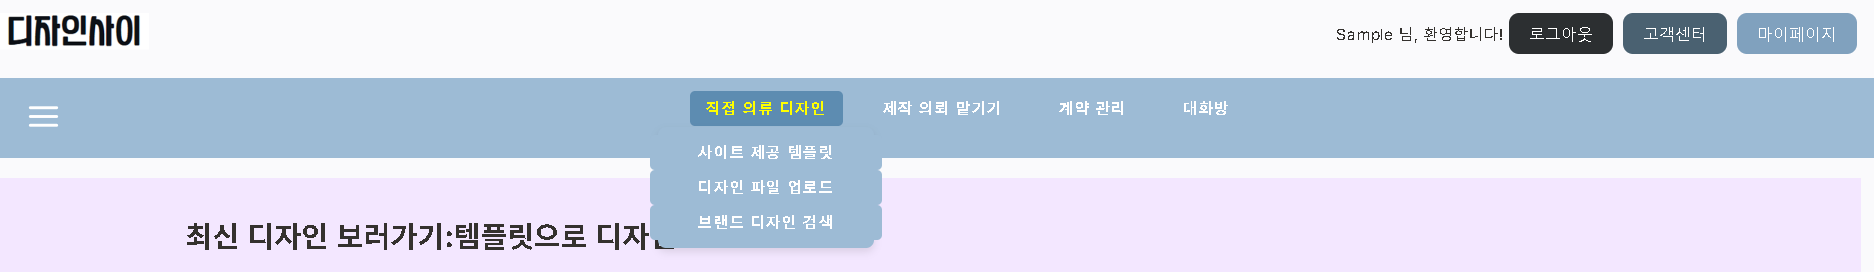 디자인사이
Sample 님, 환영합니다! 로그아웃 고객센터 마이페이지
직접 의류 디자인 제작 의뢰 맡기기 계약 관리 대화방
사이트 제공 템플릿
디자인 파일 업로드
브랜드 디자인 검색
최신 디자인 보러가기:템플릿으로 디자인